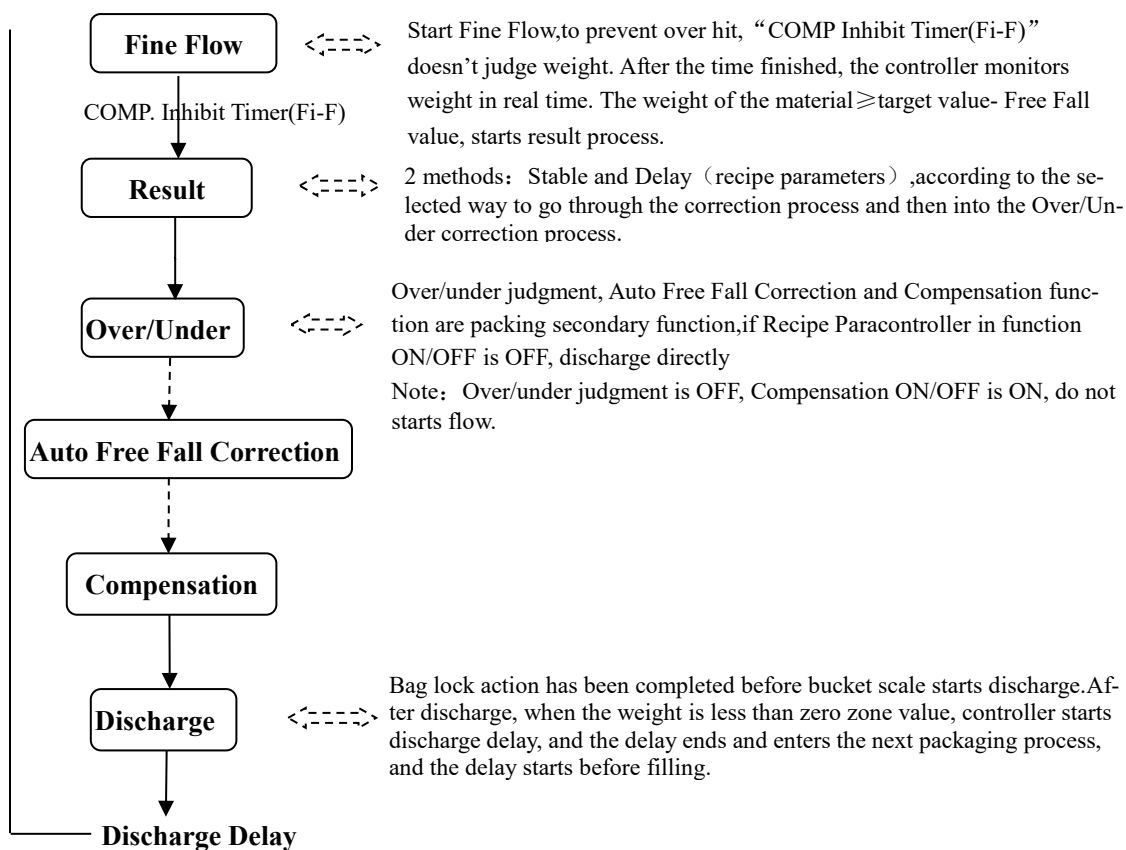 Fine Flow
Start Fine Flow,to prevent over hit,“COMP Inhibit Timer(Fi-F)”
doesn’t judge weight. After the time finished, the controller monitors
weight in real time. The weight of the material≥target value- Free Fall
value, starts result process.
COMP. Inhibit Timer(Fi-F)
Result
2 methods：Stable and Delay（recipe parameters）,according to the se-
lected way to go through the correction process and then into the Over/Un-
der correction process.
Over/Under
Over/under judgment, Auto Free Fall Correction and Compensation func-
tion are packing secondary function,if Recipe Paracontroller in function
ON/OFF is OFF, discharge directly
Note：Over/under judgment is OFF, Compensation ON/OFF is ON, do not
starts flow.
Auto Free Fall Correction
Compensation
Discharge
Bag lock action has been completed before bucket scale starts discharge.Af-
ter discharge, when the weight is less than zero zone value, controller starts
discharge delay, and the delay ends and enters the next packaging process,
and the delay starts before filling.
Discharge Delay